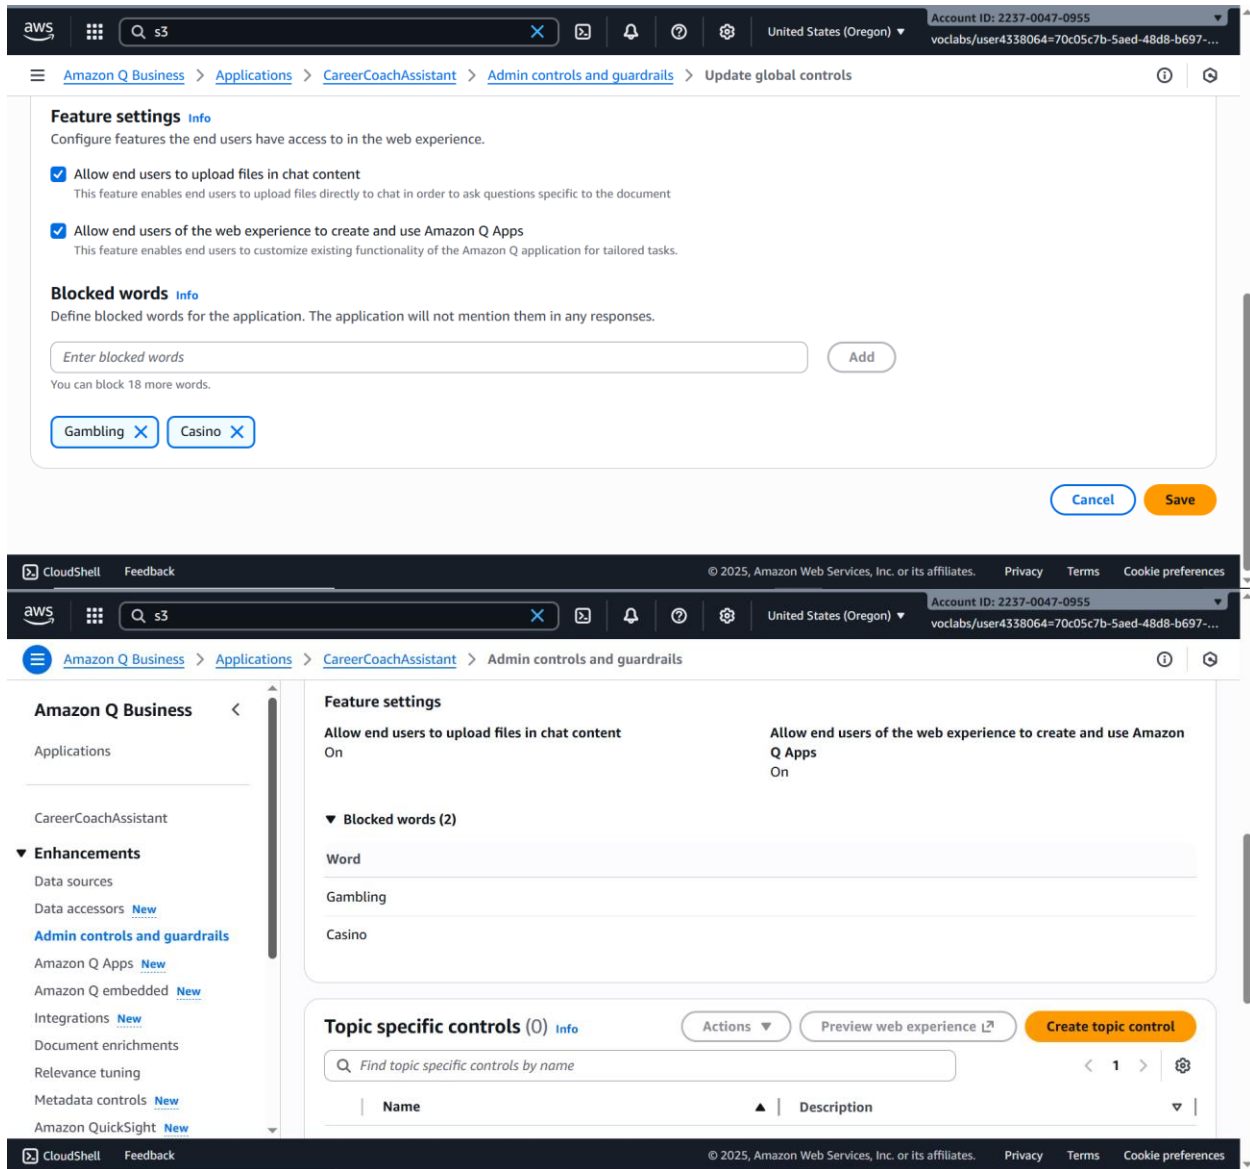 aws
s3
United States (Oregon)
Account ID: 2237-0047-0955
voclabs/user4338064=70c05c7b-5aed-48d8-b697-...
Amazon Q Business > Applications > CareerCoachAssistant > Admin controls and guardrails > Update global controls
Feature settings Info
Configure features the end users have access to in the web experience.
Allow end users to upload files in chat content
This feature enables end users to upload files directly to chat in order to ask questions specific to the document
Allow end users of the web experience to create and use Amazon Q Apps
This feature enables end users to customize existing functionality of the Amazon Q application for tailored tasks.
Blocked words Info
Define blocked words for the application. The application will not mention them in any responses.
Enter blocked words
Add
You can block 18 more words.
Gambling
Casino
Cancel
Save
CloudShell Feedback
© 2025, Amazon Web Services, Inc. or its affiliates. Privacy Terms Cookie preferences
aws
s3
United States (Oregon)
Account ID: 2237-0047-0955
voclabs/user4338064=70c05c7b-5aed-48d8-b697-...
Amazon Q Business > Applications > CareerCoachAssistant > Admin controls and guardrails
Amazon Q Business
Applications
CareerCoachAssistant
Enhancements
Data sources
Data accessors New
Admin controls and guardrails
Amazon Q Apps New
Amazon Q embedded New
Integrations New
Document enrichments
Relevance tuning
Metadata controls New
Amazon QuickSight New
Feature settings
Allow end users to upload files in chat content
On
Allow end users of the web experience to create and use Amazon
Q Apps
On
Blocked words (2)
Word
Gambling
Casino
Topic specific controls (0) Info
Actions
Preview web experience
Create topic control
Find topic specific controls by name
1
Name
Description
CloudShell Feedback
© 2025, Amazon Web Services, Inc. or its affiliates. Privacy Terms Cookie preferences